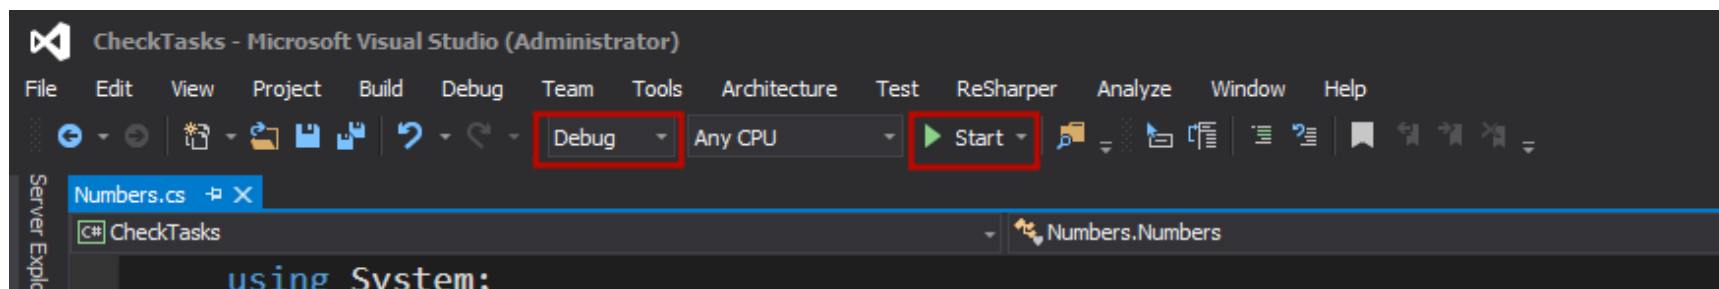 CheckTasks - Microsoft Visual Studio (Administrator)
File Edit View Project Build Debug Team Tools Architecture Test ReSharper Analyze Window Help
Debug Any CPU Start
Numbers.cs
C# CheckTasks Numbers.Numbers
using System;
Server Explo